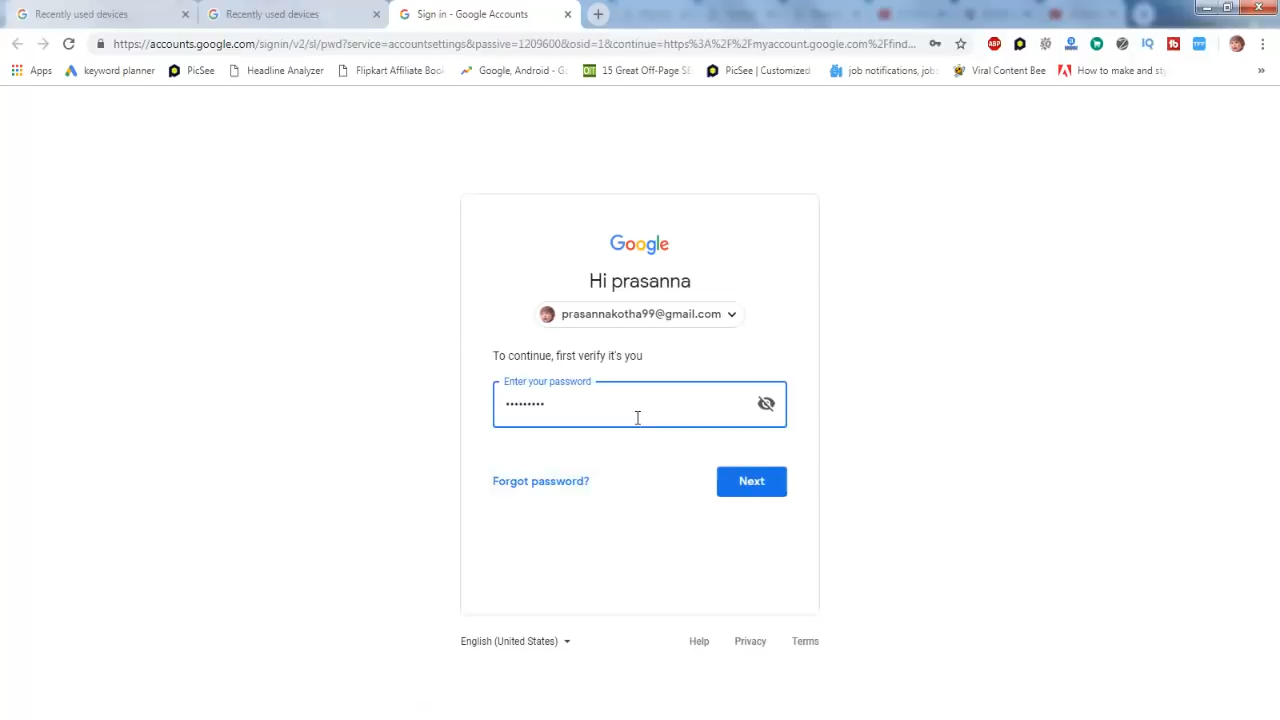 Recently used devices
Recently used devices
Sign in - Google Accounts
https://accounts.google.com/signin/v2/sl/pwd?service=accountsettings&passive=1209600&osid=1&continue=https%3A%2F%2Fmyaccount.google.com%2Ffind...
Apps
keyword planner
PicSee
Headline Analyzer
Flipkart Affiliate Boo
Google, Android - G
15 Great Off-Page SE
PicSee | Customized
job notifications, job
Viral Content Bee
How to make and sty
Google
Hi prasanna
prasannakotha99@gmail.com
To continue, first verify it's you
Enter your password
•••••••••
Forgot password?
Next
English (United States)
Help
Privacy
Terms